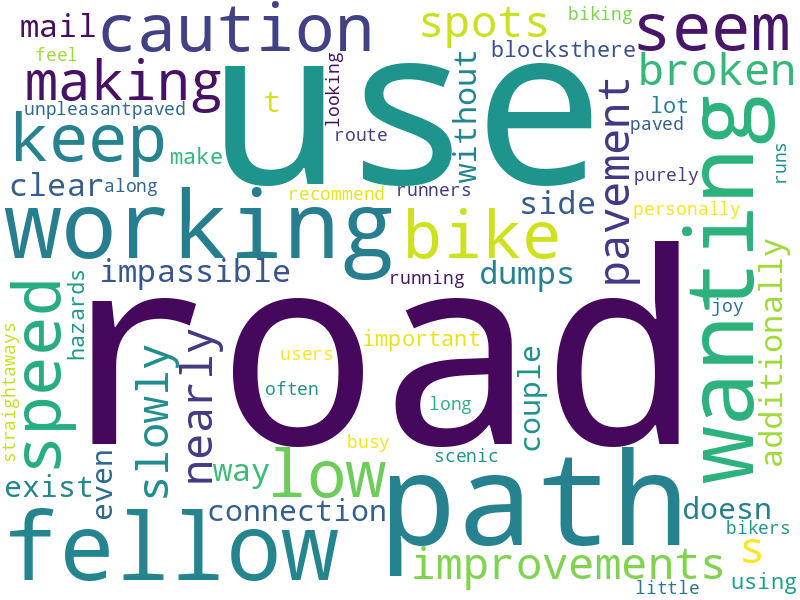 mail caution spots biking seem
feel making use blocksthere broken
unpleasantpaved t looking without pavement lot wanting
keep make route paved
clear along recommend runners side purely runs
working bike personally
impassible running dumps additionally
speed hazards road joy
straightaways slowly nearly users important couple
often long
busy
even way low scenic path
exist connection doesn
fellow improvements s bikers
little using